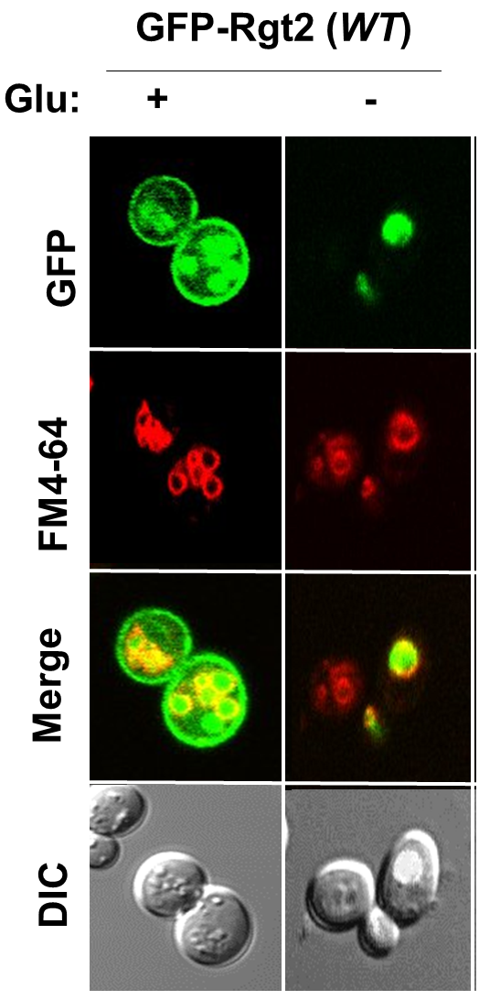 GFP-Rgt2 (WT)
Glu: + -
GFP
FM4-64
Merge
DIC